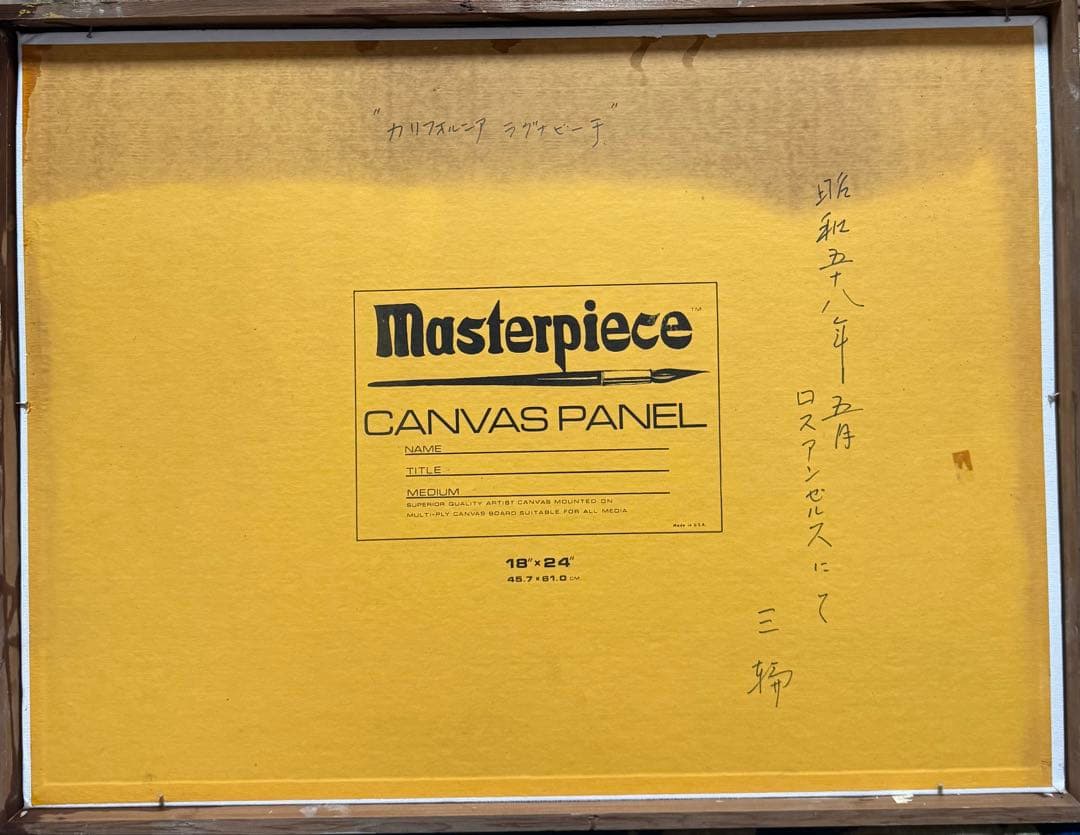 "カリフォルニア ラグナビーチ"
昭和五十八年 五月
ロスアンゼルスにて
三輪
Masterpiece™
CANVAS PANEL
NAME
TITLE
MEDIUM
SUPERIOR QUALITY ARTIST CANVAS MOUNTED ON
MULTI-PLY CANVAS BOARD SUITABLE FOR ALL MEDIA
Made in U.S.A.
18" x 24"
45.7 x 61.0 CM.